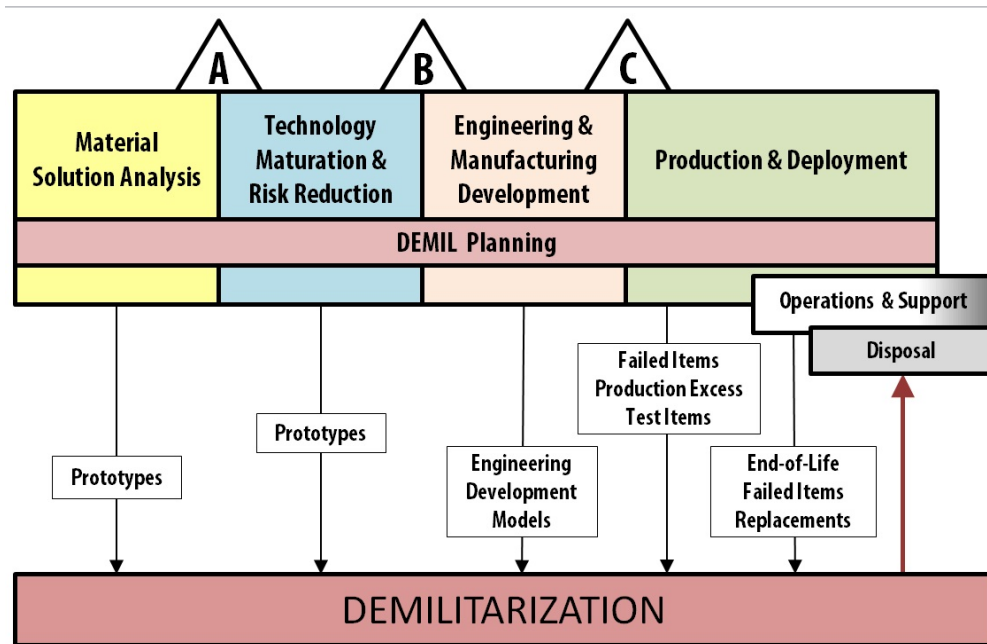 A
B
C
Material
Solution Analysis
Technology
Maturation &
Risk Reduction
Engineering &
Manufacturing
Development
Production & Deployment
DEMIL Planning
Operations & Support
Disposal
Failed Items
Production Excess
Test Items
Prototypes
Prototypes
Engineering
Development
Models
End-of-Life
Failed Items
Replacements
DEMILITARIZATION